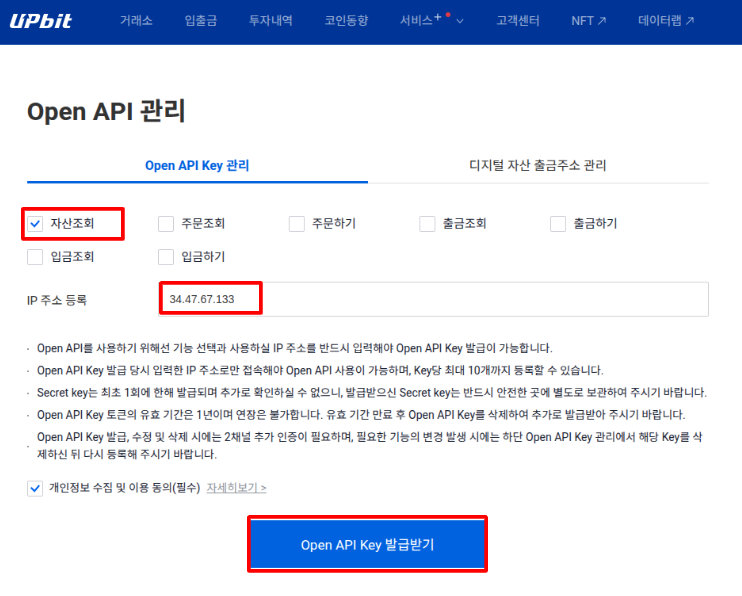 UPbit 거래소 입출금 투자내역 코인동향 서비스+ 고객센터 NFT 데이터랩
Open API 관리
Open API Key 관리 디지털 자산 출금주소 관리
자산조회 주문조회 주문하기 출금조회 출금하기
입금조회 입금하기
IP 주소 등록 34.47.67.133
· Open API를 사용하기 위해선 기능 선택과 사용하실 IP 주소를 반드시 입력해야 Open API Key 발급이 가능합니다.
· Open API Key 발급 당시 입력한 IP 주소로만 접속해야 Open API 사용이 가능하며, Key당 최대 10개까지 등록할 수 있습니다.
· Secret key는 최초 1회에 한해 발급되며 추가로 확인하실 수 없으니, 발급받으신 Secret key는 반드시 안전한 곳에 별도로 보관하여 주시기 바랍니다.
· Open API Key 토큰의 유효 기간은 1년이며 연장은 불가합니다. 유효 기간 만료 후 Open API Key를 삭제하여 추가로 발급받아 주시기 바랍니다.
· Open API Key 발급, 수정 및 삭제 시에는 2채널 추가 인증이 필요하며, 필요한 기능의 변경 발생 시에는 하단 Open API Key 관리에서 해당 Key를 삭
제하신 뒤 다시 등록해 주시기 바랍니다.
개인정보 수집 및 이용 동의(필수) 자세히보기 >
Open API Key 발급받기